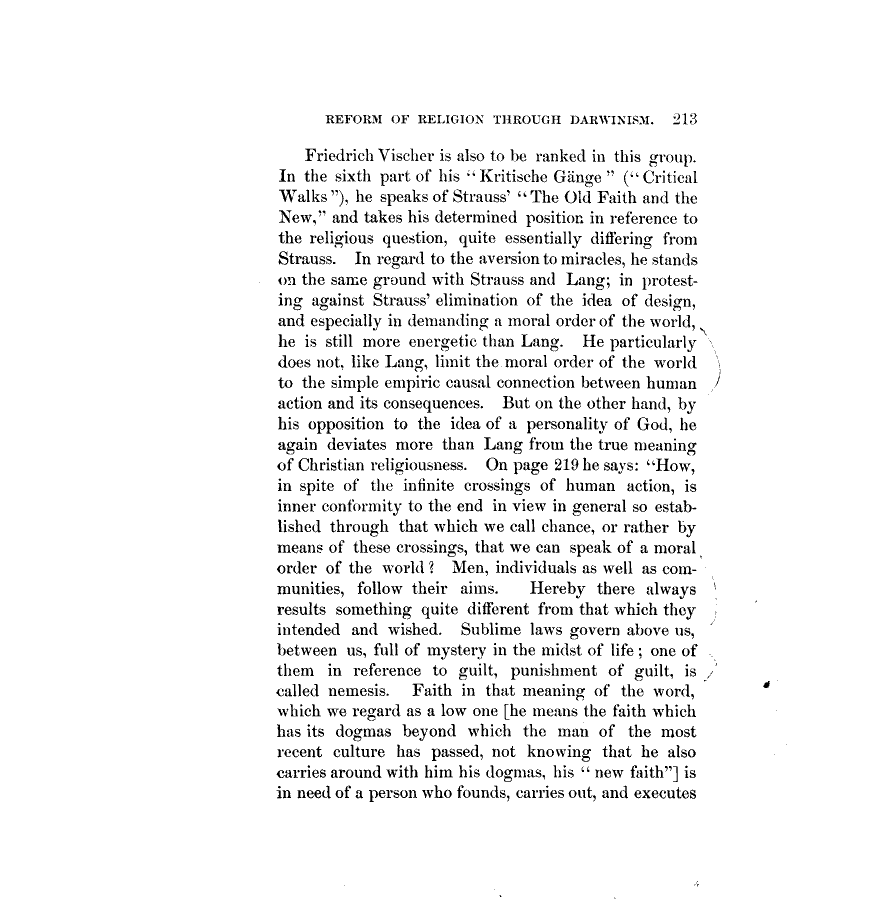 REFORM OF RELIGION THROUGH DARWINISM. 213
Friedrich Vischer is also to be ranked in this group.
In the sixth part of his “Kritische Gänge” (“Critical
Walks”), he speaks of Strauss’ “The Old Faith and the
New,” and takes his determined position in reference to
the religious question, quite essentially differing from
Strauss. In regard to the aversion to miracles, he stands
on the same ground with Strauss and Lang; in protest-
ing against Strauss’ elimination of the idea of design,
and especially in demanding a moral order of the world,
he is still more energetic than Lang. He particularly
does not, like Lang, limit the moral order of the world
to the simple empiric causal connection between human
action and its consequences. But on the other hand, by
his opposition to the idea of a personality of God, he
again deviates more than Lang from the true meaning
of Christian religiousness. On page 219 he says: “How,
in spite of the infinite crossings of human action, is
inner conformity to the end in view in general so estab-
lished through that which we call chance, or rather by
means of these crossings, that we can speak of a moral
order of the world? Men, individuals as well as com-
munities, follow their aims. Hereby there always
results something quite different from that which they
intended and wished. Sublime laws govern above us,
between us, full of mystery in the midst of life; one of
them in reference to guilt, punishment of guilt, is
called nemesis. Faith in that meaning of the word,
which we regard as a low one [he means the faith which
has its dogmas beyond which the man of the most
recent culture has passed, not knowing that he also
carries around with him his dogmas, his “new faith”] is
in need of a person who founds, carries out, and executes